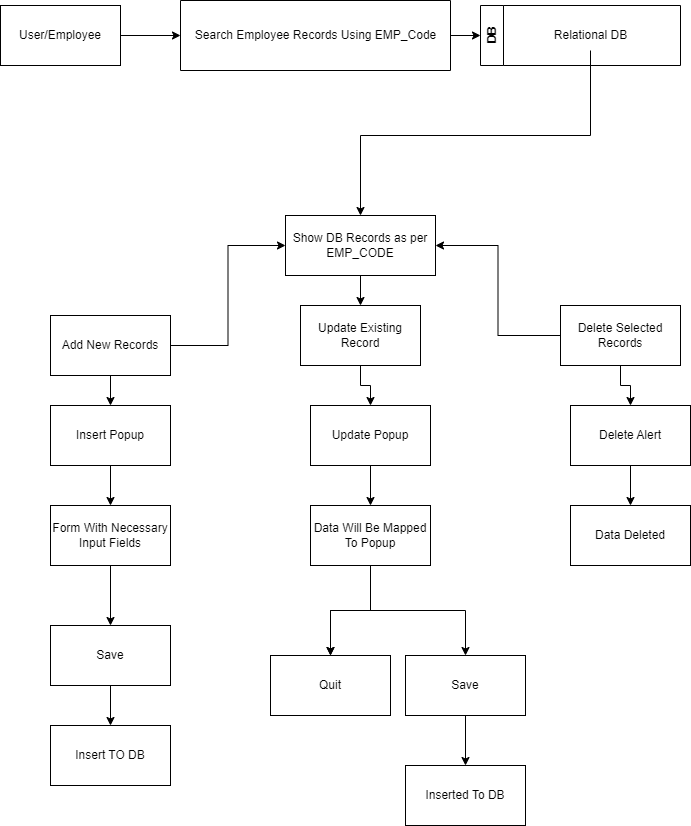 User/Employee
Search Employee Records Using EMP_Code
DB
Relational DB
Show DB Records as per
EMP_CODE
Add New Records
Update Existing
Record
Delete Selected
Records
Insert Popup
Update Popup
Delete Alert
Form With Necessary
Input Fields
Data Will Be Mapped
To Popup
Data Deleted
Save
Quit
Save
Insert TO DB
Inserted To DB